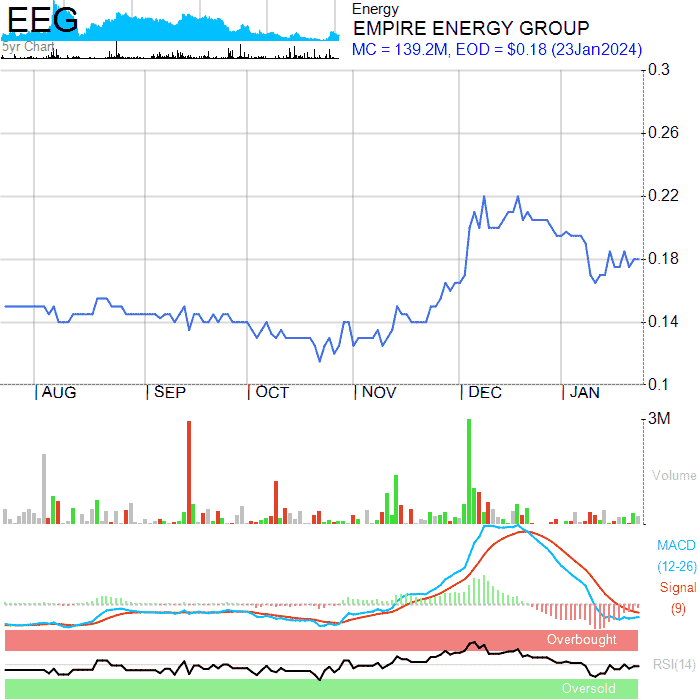 EEG
5yr Chart
Energy
EMPIRE ENERGY GROUP
MC = 139.2M, EOD = $0.18 (23Jan2024)
0.3
0.26
0.22
0.18
0.14
0.1
AUG SEP OCT NOV DEC JAN
3M
Volume
MACD
(12-26)
Signal
(9)
Overbought
RSI(14)
Oversold